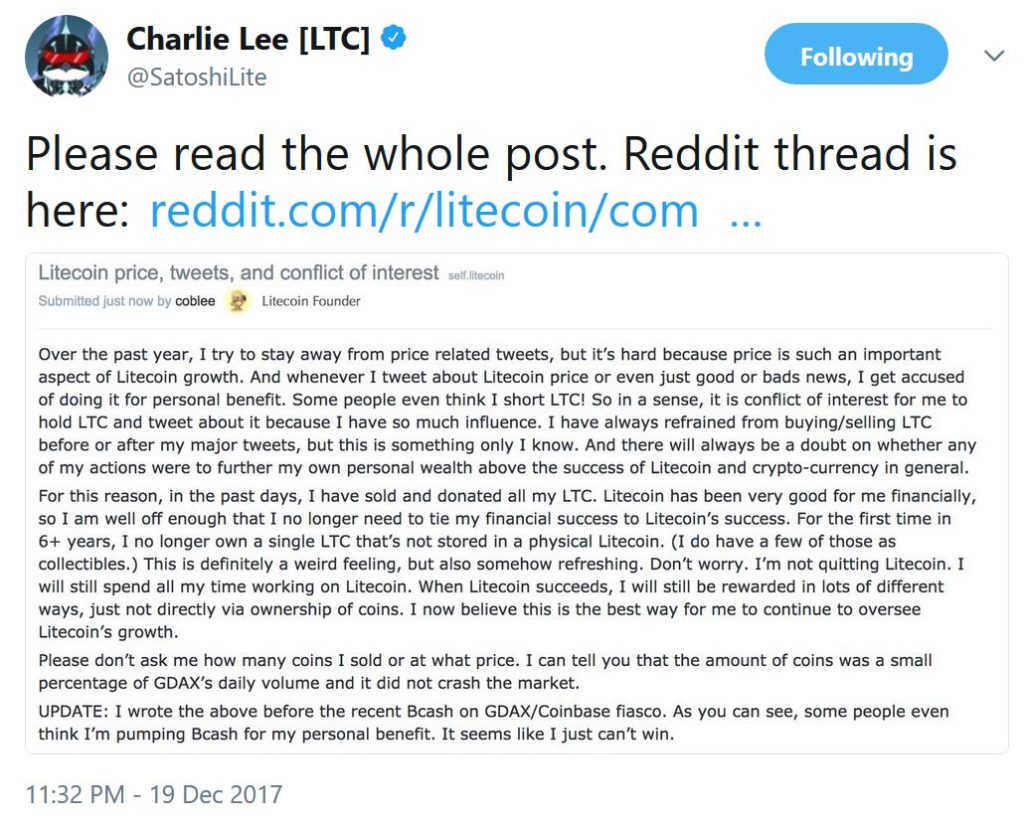 Charlie Lee [LTC]
@SatoshiLite
Following
Please read the whole post. Reddit thread is
here: reddit.com/r/litecoin/com ...
Litecoin price, tweets, and conflict of interest self.litecoin
Submitted just now by coblee Litecoin Founder
Over the past year, I try to stay away from price related tweets, but it's hard because price is such an important
aspect of Litecoin growth. And whenever I tweet about Litecoin price or even just good or bads news, I get accused
of doing it for personal benefit. Some people even think I short LTC! So in a sense, it is conflict of interest for me to
hold LTC and tweet about it because I have so much influence. I have always refrained from buying/selling LTC
before or after my major tweets, but this is something only I know. And there will always be a doubt on whether any
of my actions were to further my own personal wealth above the success of Litecoin and crypto-currency in general.
For this reason, in the past days, I have sold and donated all my LTC. Litecoin has been very good for me financially,
so I am well off enough that I no longer need to tie my financial success to Litecoin's success. For the first time in
6+ years, I no longer own a single LTC that's not stored in a physical Litecoin. (I do have a few of those as
collectibles.) This is definitely a weird feeling, but also somehow refreshing. Don't worry. I'm not quitting Litecoin. I
will still spend all my time working on Litecoin. When Litecoin succeeds, I will still be rewarded in lots of different
ways, just not directly via ownership of coins. I now believe this is the best way for me to continue to oversee
Litecoin's growth.
Please don't ask me how many coins I sold or at what price. I can tell you that the amount of coins was a small
percentage of GDAX's daily volume and it did not crash the market.
UPDATE: I wrote the above before the recent Bcash on GDAX/Coinbase fiasco. As you can see, some people even
think I'm pumping Bcash for my personal benefit. It seems like I just can't win.
11:32 PM - 19 Dec 2017